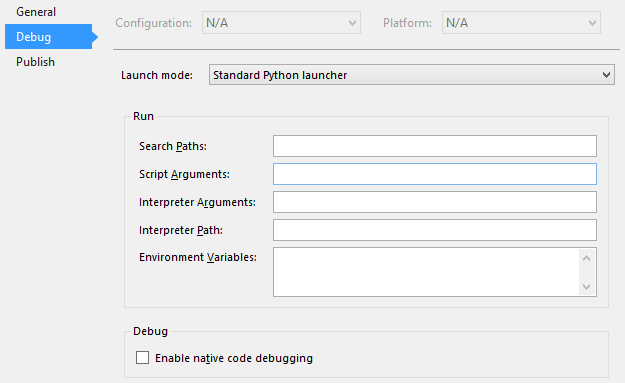 General
Debug
Publish
Configuration: N/A Platform: N/A
Launch mode: Standard Python launcher
Run
Search Paths:
Script Arguments:
Interpreter Arguments:
Interpreter Path:
Environment Variables:
Debug
Enable native code debugging